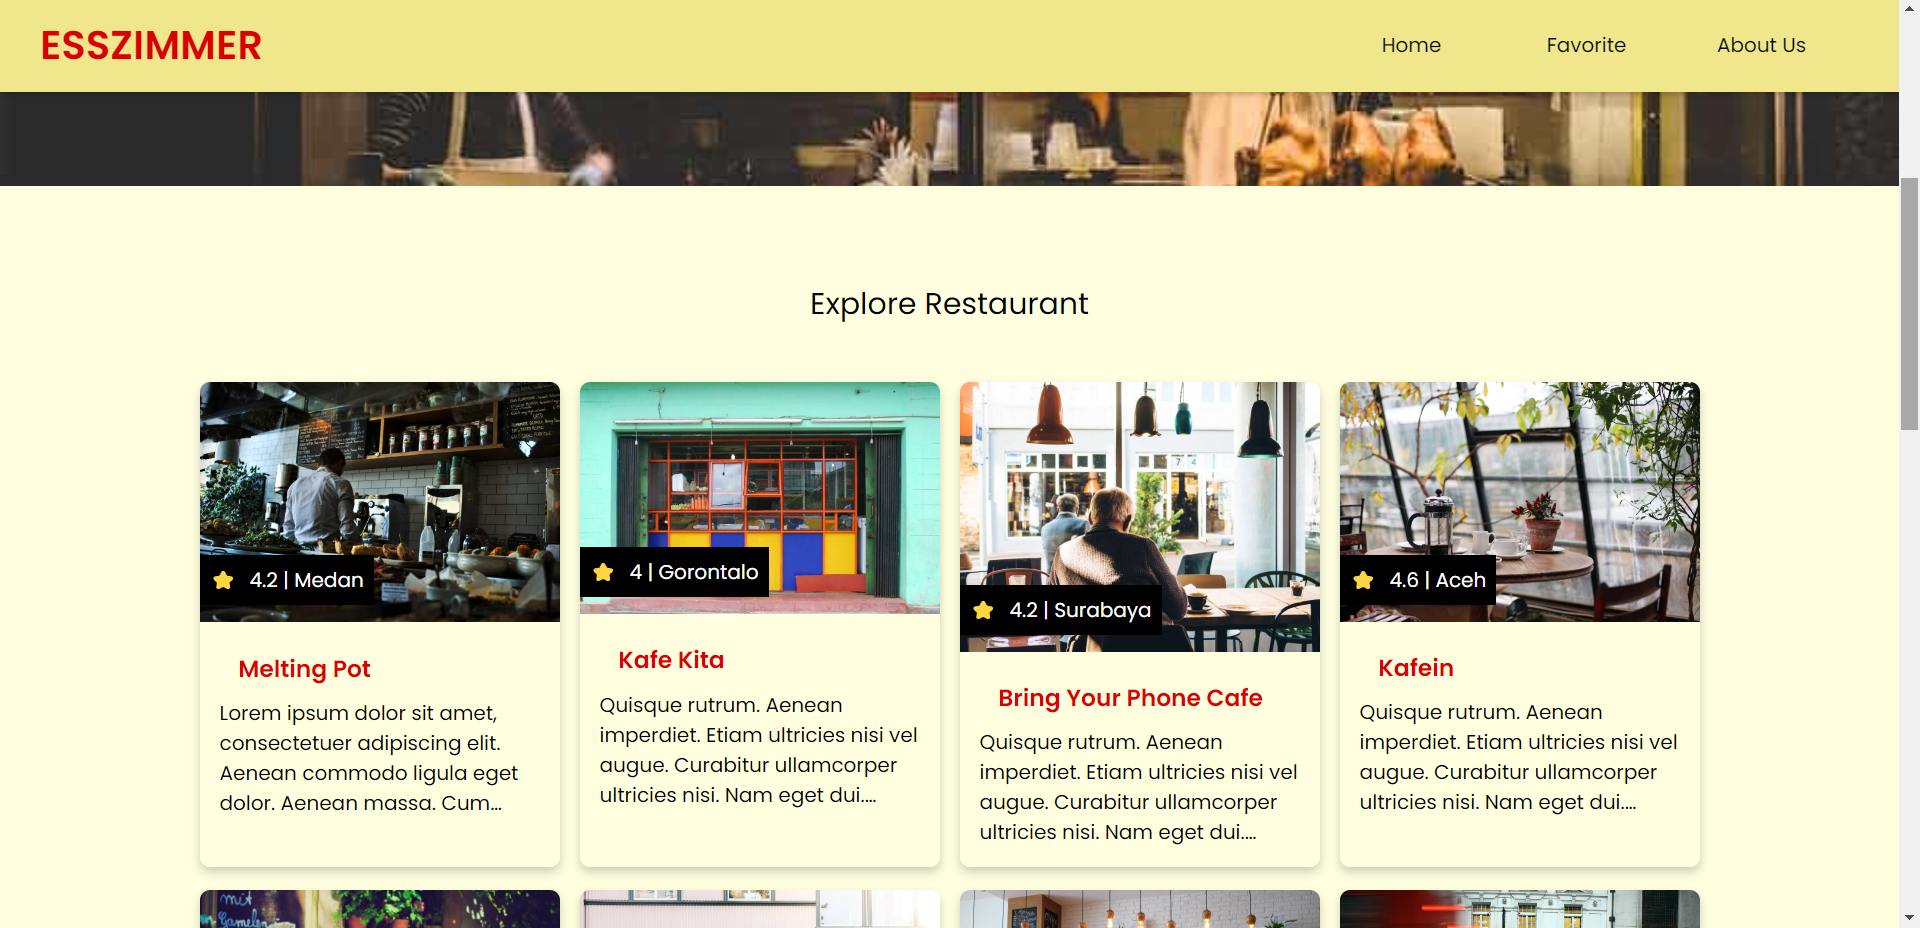 ESSZIMMER
Home
Favorite
About Us
Explore Restaurant
4.2 | Medan
Melting Pot
Lorem ipsum dolor sit amet,
consectetuer adipiscing elit.
Aenean commodo ligula eget
dolor. Aenean massa. Cum...
4 | Gorontalo
Kafe Kita
Quisque rutrum. Aenean
imperdiet. Etiam ultricies nisi vel
augue. Curabitur ullamcorper
ultricies nisi. Nam eget dui....
4.2 | Surabaya
Bring Your Phone Cafe
Quisque rutrum. Aenean
imperdiet. Etiam ultricies nisi vel
augue. Curabitur ullamcorper
ultricies nisi. Nam eget dui....
4.6 | Aceh
Kafein
Quisque rutrum. Aenean
imperdiet. Etiam ultricies nisi vel
augue. Curabitur ullamcorper
ultricies nisi. Nam eget dui....
mit
Gamelen